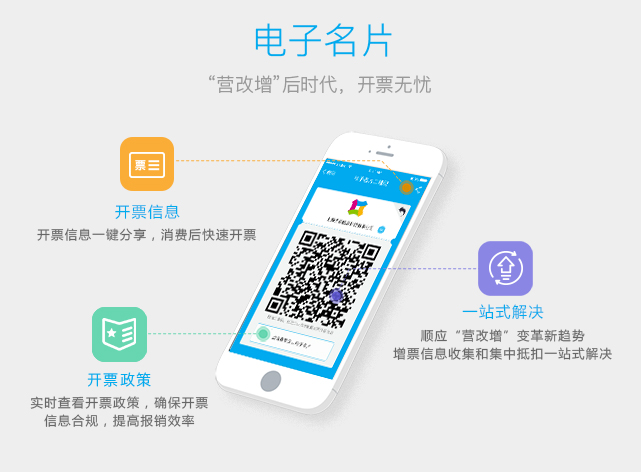 电子名片
“营改增”后时代，开票无忧
票
开票信息
开票信息一键分享，消费后快速开票
一站式解决
顺应“营改增”变革新趋势
增票信息收集和集中抵扣一站式解决
开票政策
实时查看开票政策，确保开票
信息合规，提高报销效率